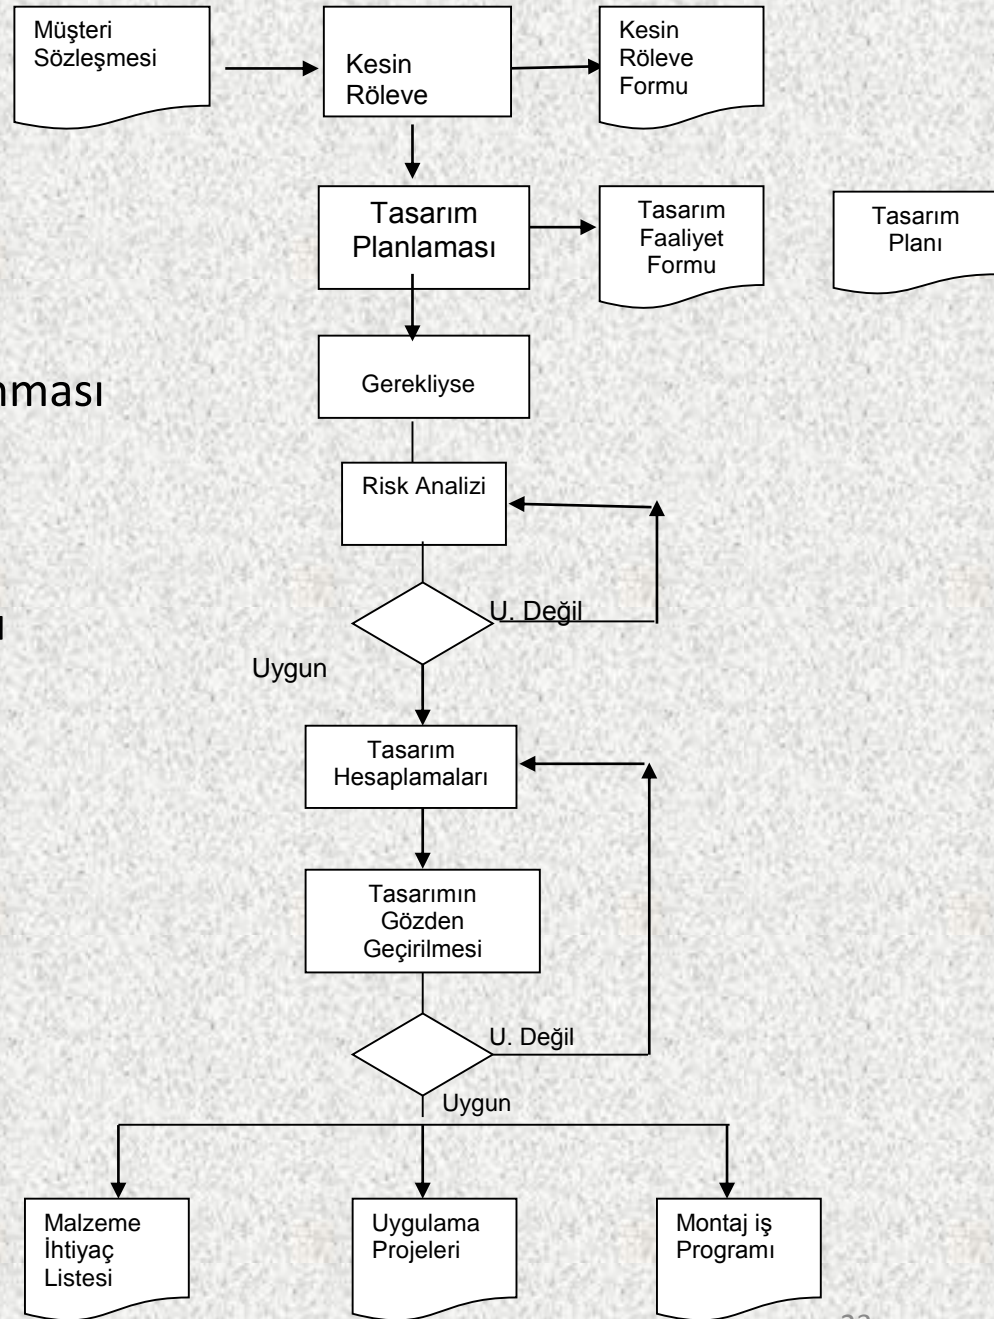 Müşteri
Sözleşmesi
Kesin
Röleve
Kesin
Röleve
Formu
Tasarım
Planlaması
Tasarım
Faaliyet
Formu
Tasarım
Planı
Gerekliyse
nması
Risk Analizi
U. Değil
Uygun
Tasarım
Hesaplamaları
Tasarımın
Gözden
Geçirilmesi
U. Değil
Uygun
Malzeme
İhtiyaç
Listesi
Uygulama
Projeleri
Montaj iş
Programı